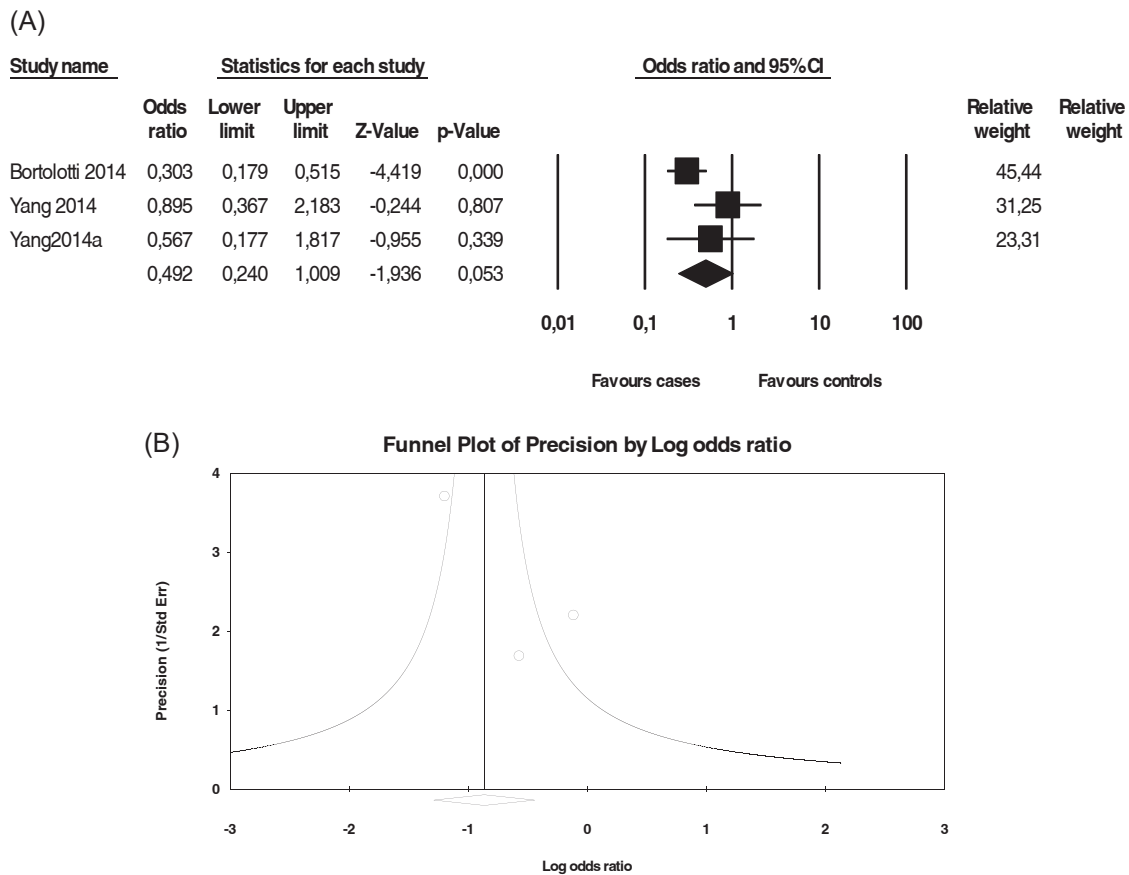 (A)
Study name Statistics for each study Odds ratio and 95%CI
Odds Lower Upper Relative Relative
ratio limit limit Z-Value p-Value weight weight
Bortolotti 2014 0,303 0,179 0,515 -4,419 0,000 45,44
Yang 2014 0,895 0,367 2,183 -0,244 0,807 31,25
Yang2014a 0,567 0,177 1,817 -0,955 0,339 23,31
0,492 0,240 1,009 -1,936 0,053
0,01 0,1 1 10 100
Favours cases Favours controls
(B) Funnel Plot of Precision by Log odds ratio
4
3
2
1
0
Precision (1/Std Err)
-3 -2 -1 0 1 2 3
Log odds ratio